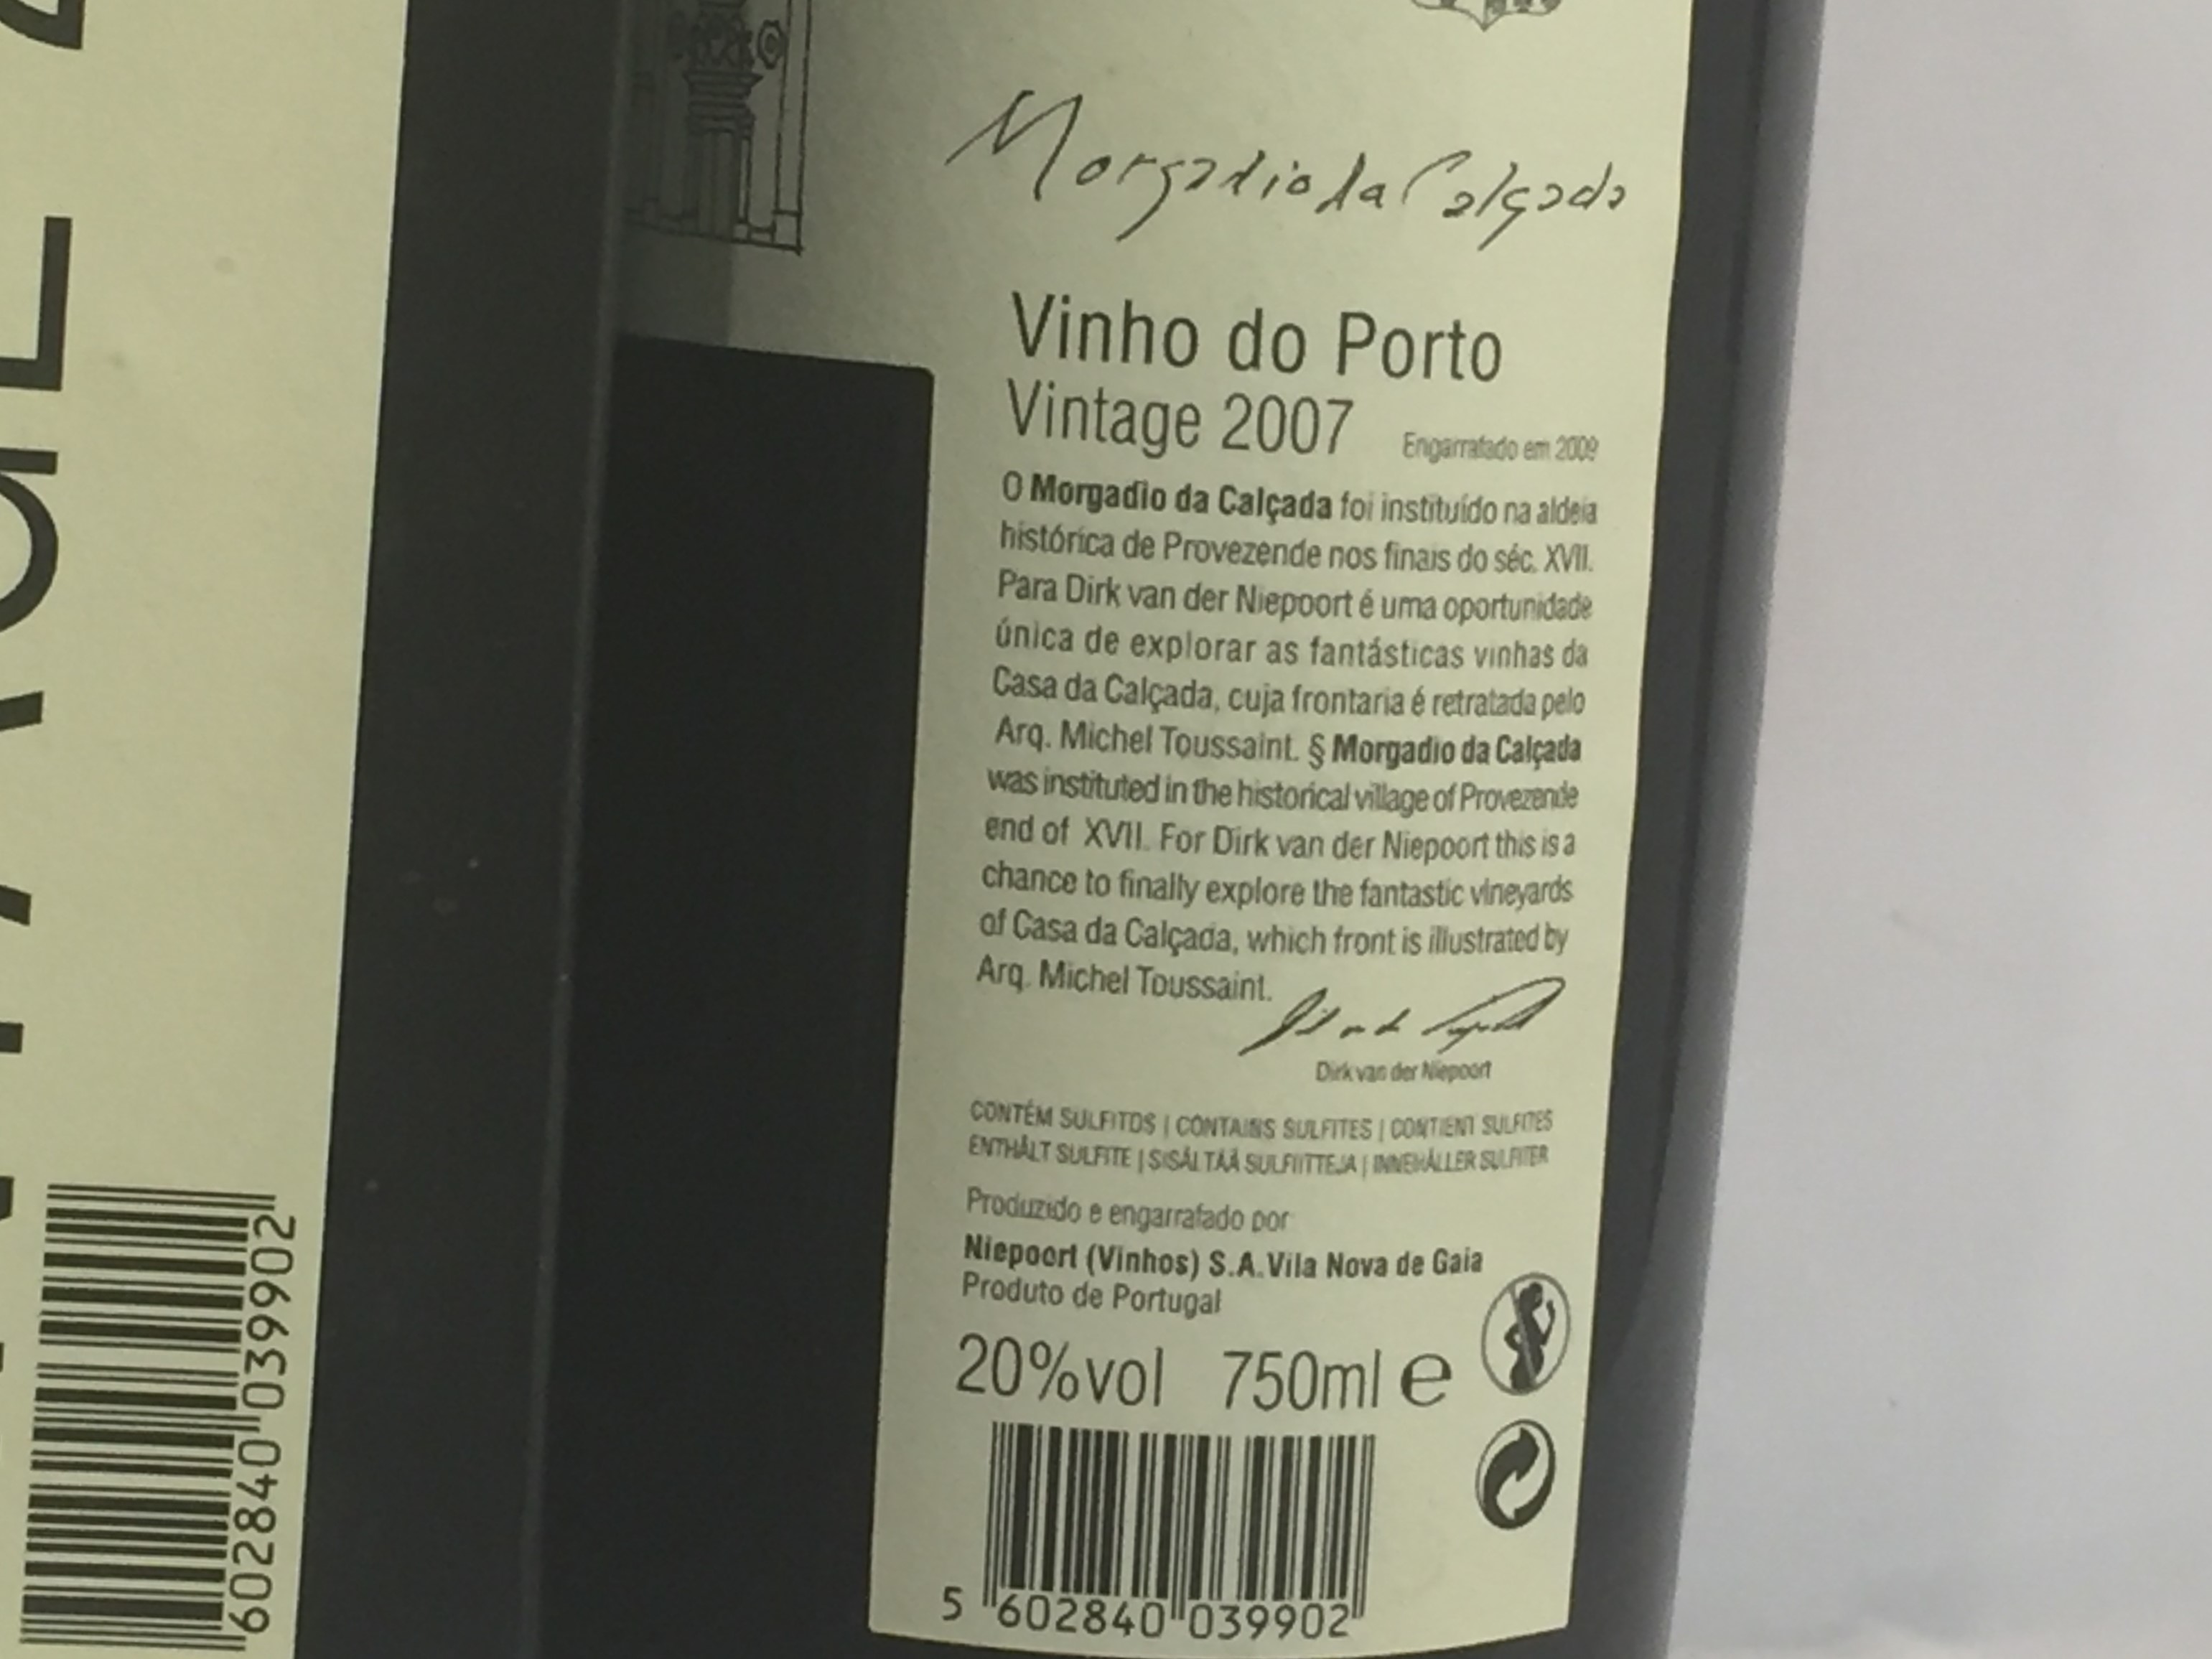 Morgadio da Calçada
Vinho do Porto
Vintage 2007 Engarrafado em 2009
O Morgadio da Calçada foi instituído na aldeia
histórica de Provezende nos finais do séc. XVII.
Para Dirk van der Niepoort é uma oportunidade
única de explorar as fantásticas vinhas da
Casa da Calçada, cuja frontaria é retratada pelo
Arq. Michel Toussaint. § Morgadio da Calçada
was instituted in the historical village of Provezende
end of XVII. For Dirk van der Niepoort this is a
chance to finally explore the fantastic vineyards
of Casa da Calçada, which front is illustrated by
Arq. Michel Toussaint.
Dirk van der Niepoort
CONTÉM SULFITOS | CONTAINS SULFITES | CONTIENT SULFITES
ENTHÄLT SULFITE | SISÄLTÄÄ SULFIITTEJA | INNEHÅLLER SULFITER
Produzido e engarrafado por
Niepoort (Vinhos) S.A. Vila Nova de Gaia
Produto de Portugal
20%vol 750ml e
5 602840 039902
602840 039902